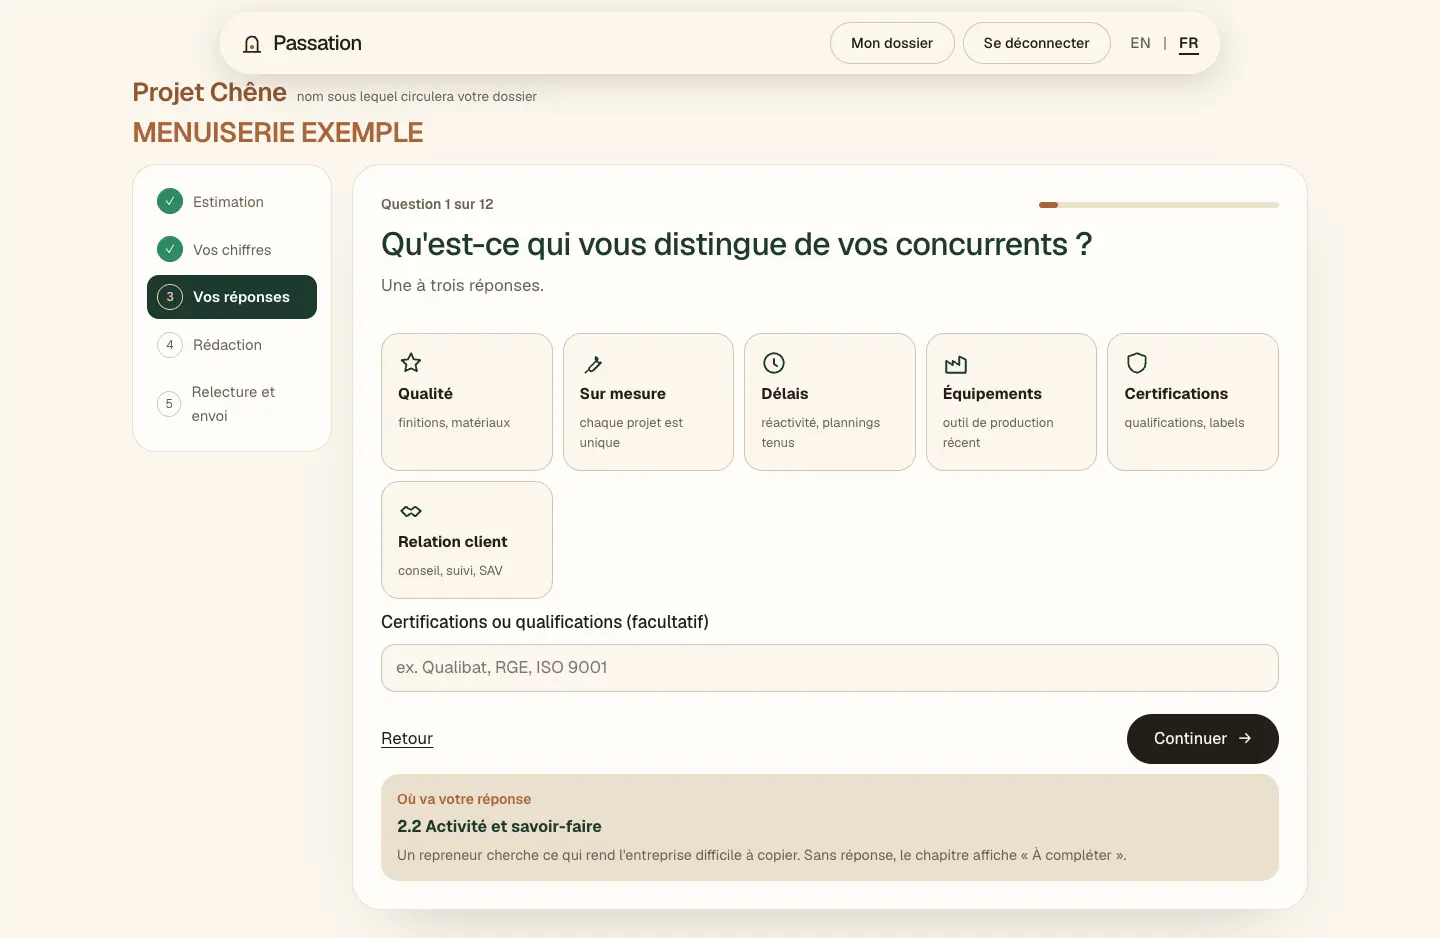 Passation
Mon dossier
Se déconnecter
EN | FR
Projet Chêne nom sous lequel circulera votre dossier
MENUISERIE EXEMPLE
Estimation
Vos chiffres
3 Vos réponses
4 Rédaction
5 Relecture et
envoi
Question 1 sur 12
Qu'est-ce qui vous distingue de vos concurrents ?
Une à trois réponses.
Qualité
finitions, matériaux
Sur mesure
chaque projet est
unique
Délais
réactivité, plannings
tenus
Équipements
outil de production
récent
Certifications
qualifications, labels
Relation client
conseil, suivi, SAV
Certifications ou qualifications (facultatif)
ex. Qualibat, RGE, ISO 9001
Retour
Continuer →
Où va votre réponse
2.2 Activité et savoir-faire
Un repreneur cherche ce qui rend l'entreprise difficile à copier. Sans réponse, le chapitre affiche « À compléter ».